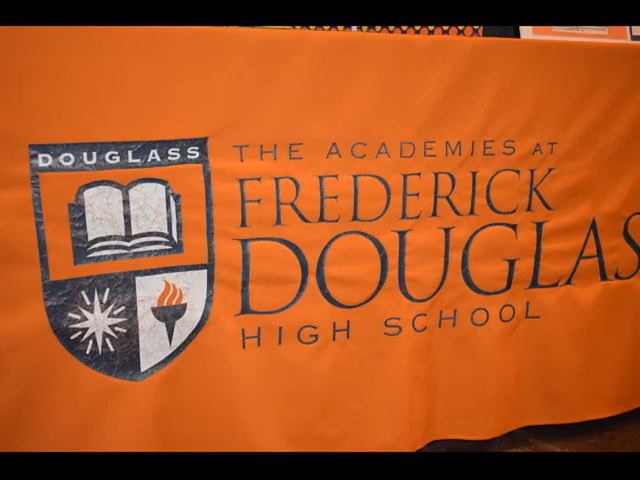 DOUGLASS
THE ACADEMIES AT
FREDERICK
DOUGLAS
HIGH SCHOOL